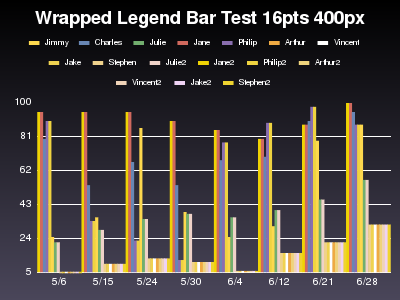 Wrapped Legend Bar Test 16pts 400px
Jimmy Charles Julie Jane Philip Arthur Vincent
Jake Stephen Julie2 Jane2 Philip2 Arthur2
Vincent2 Jake2 Stephen2
100
81
62
43
24
5
5/6 5/15 5/24 5/30 6/4 6/12 6/21 6/28